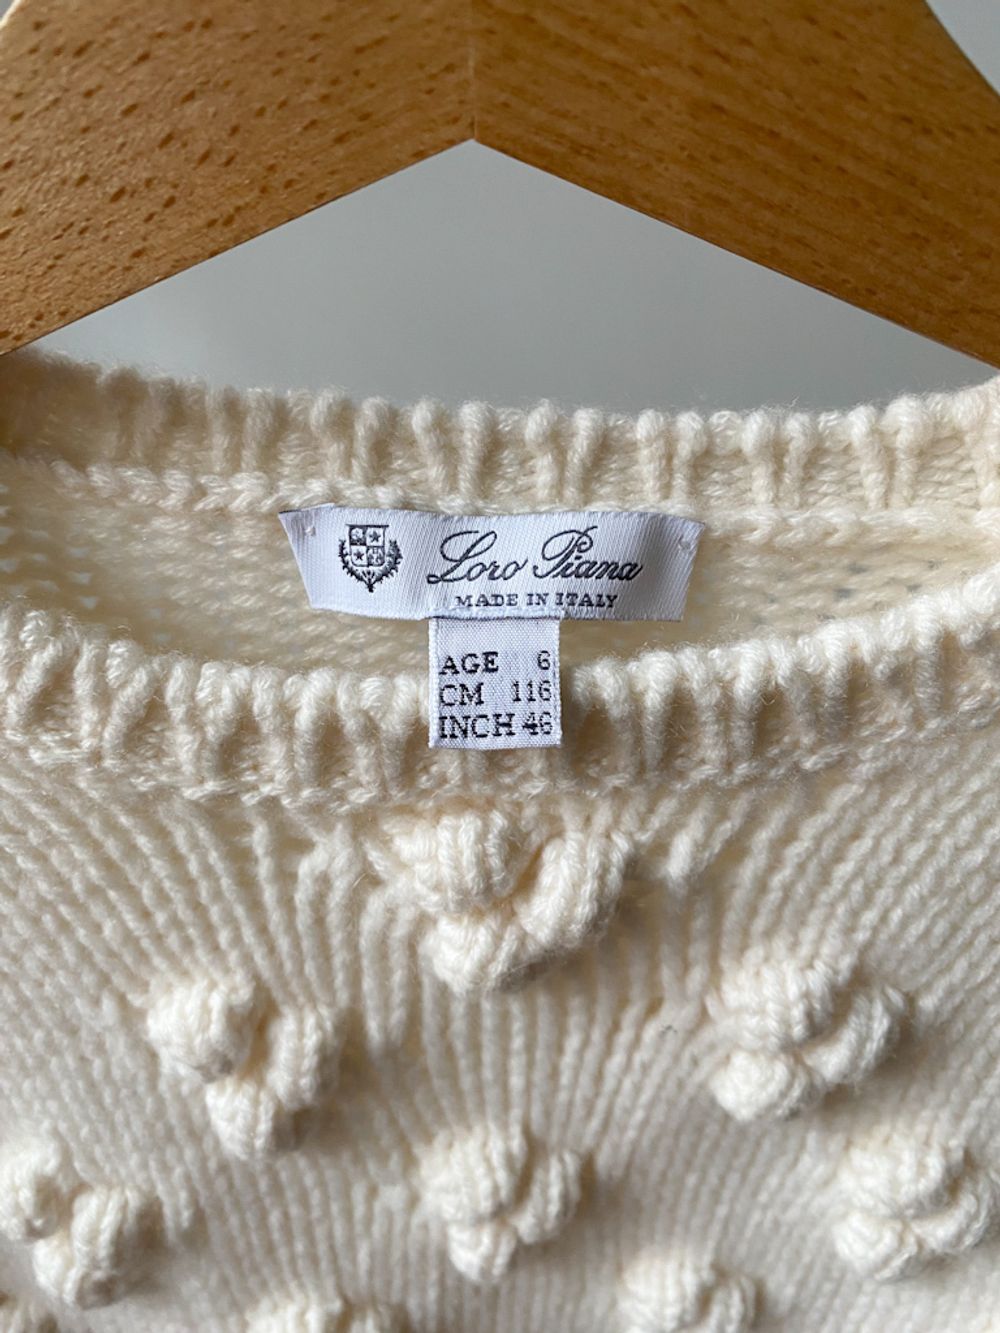 Loro Piana
MADE IN ITALY
AGE 6
CM 116
INCH 46